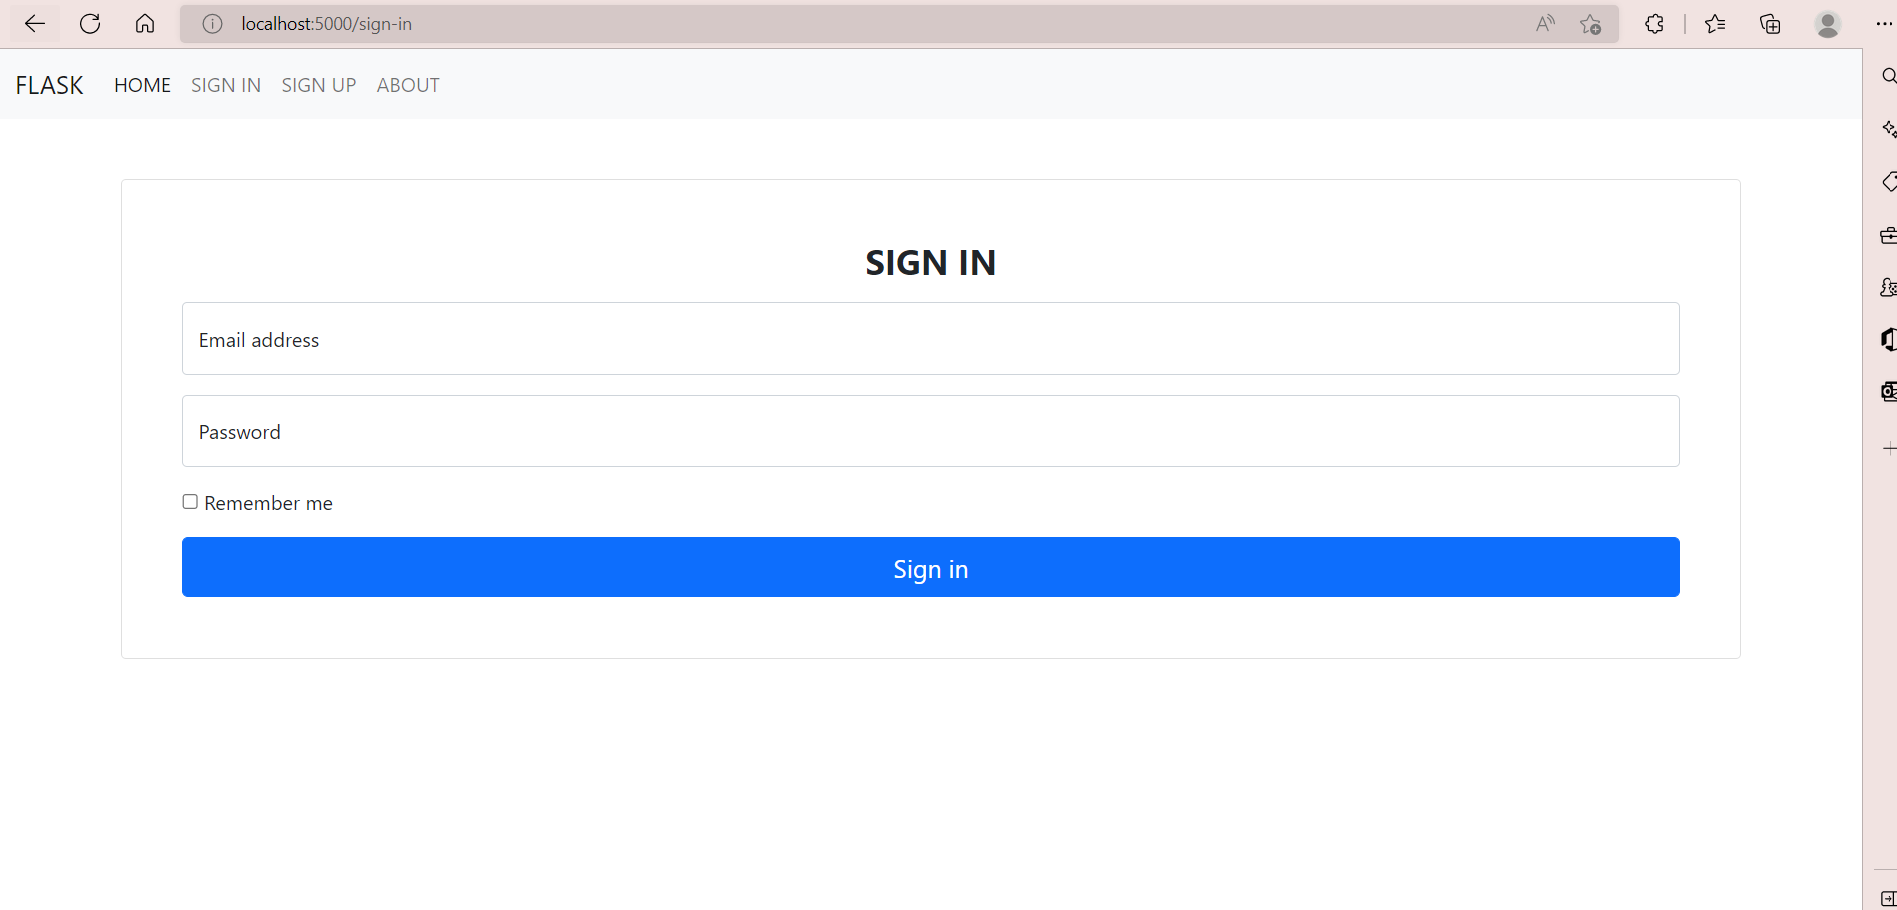 localhost:5000/sign-in
FLASK HOME SIGN IN SIGN UP ABOUT
SIGN IN
Email address
Password
Remember me
Sign in